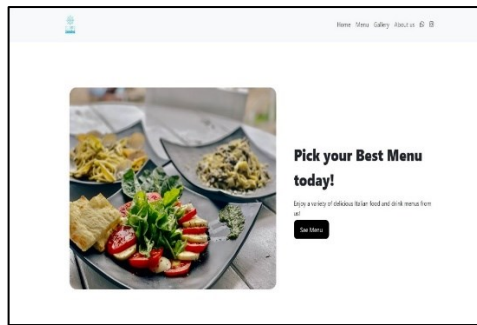 Home Menu Gallery About us
Pick your Best Menu
today!
Enjoy a variety of delicious Italian food and drink menus from
us!
See Menu